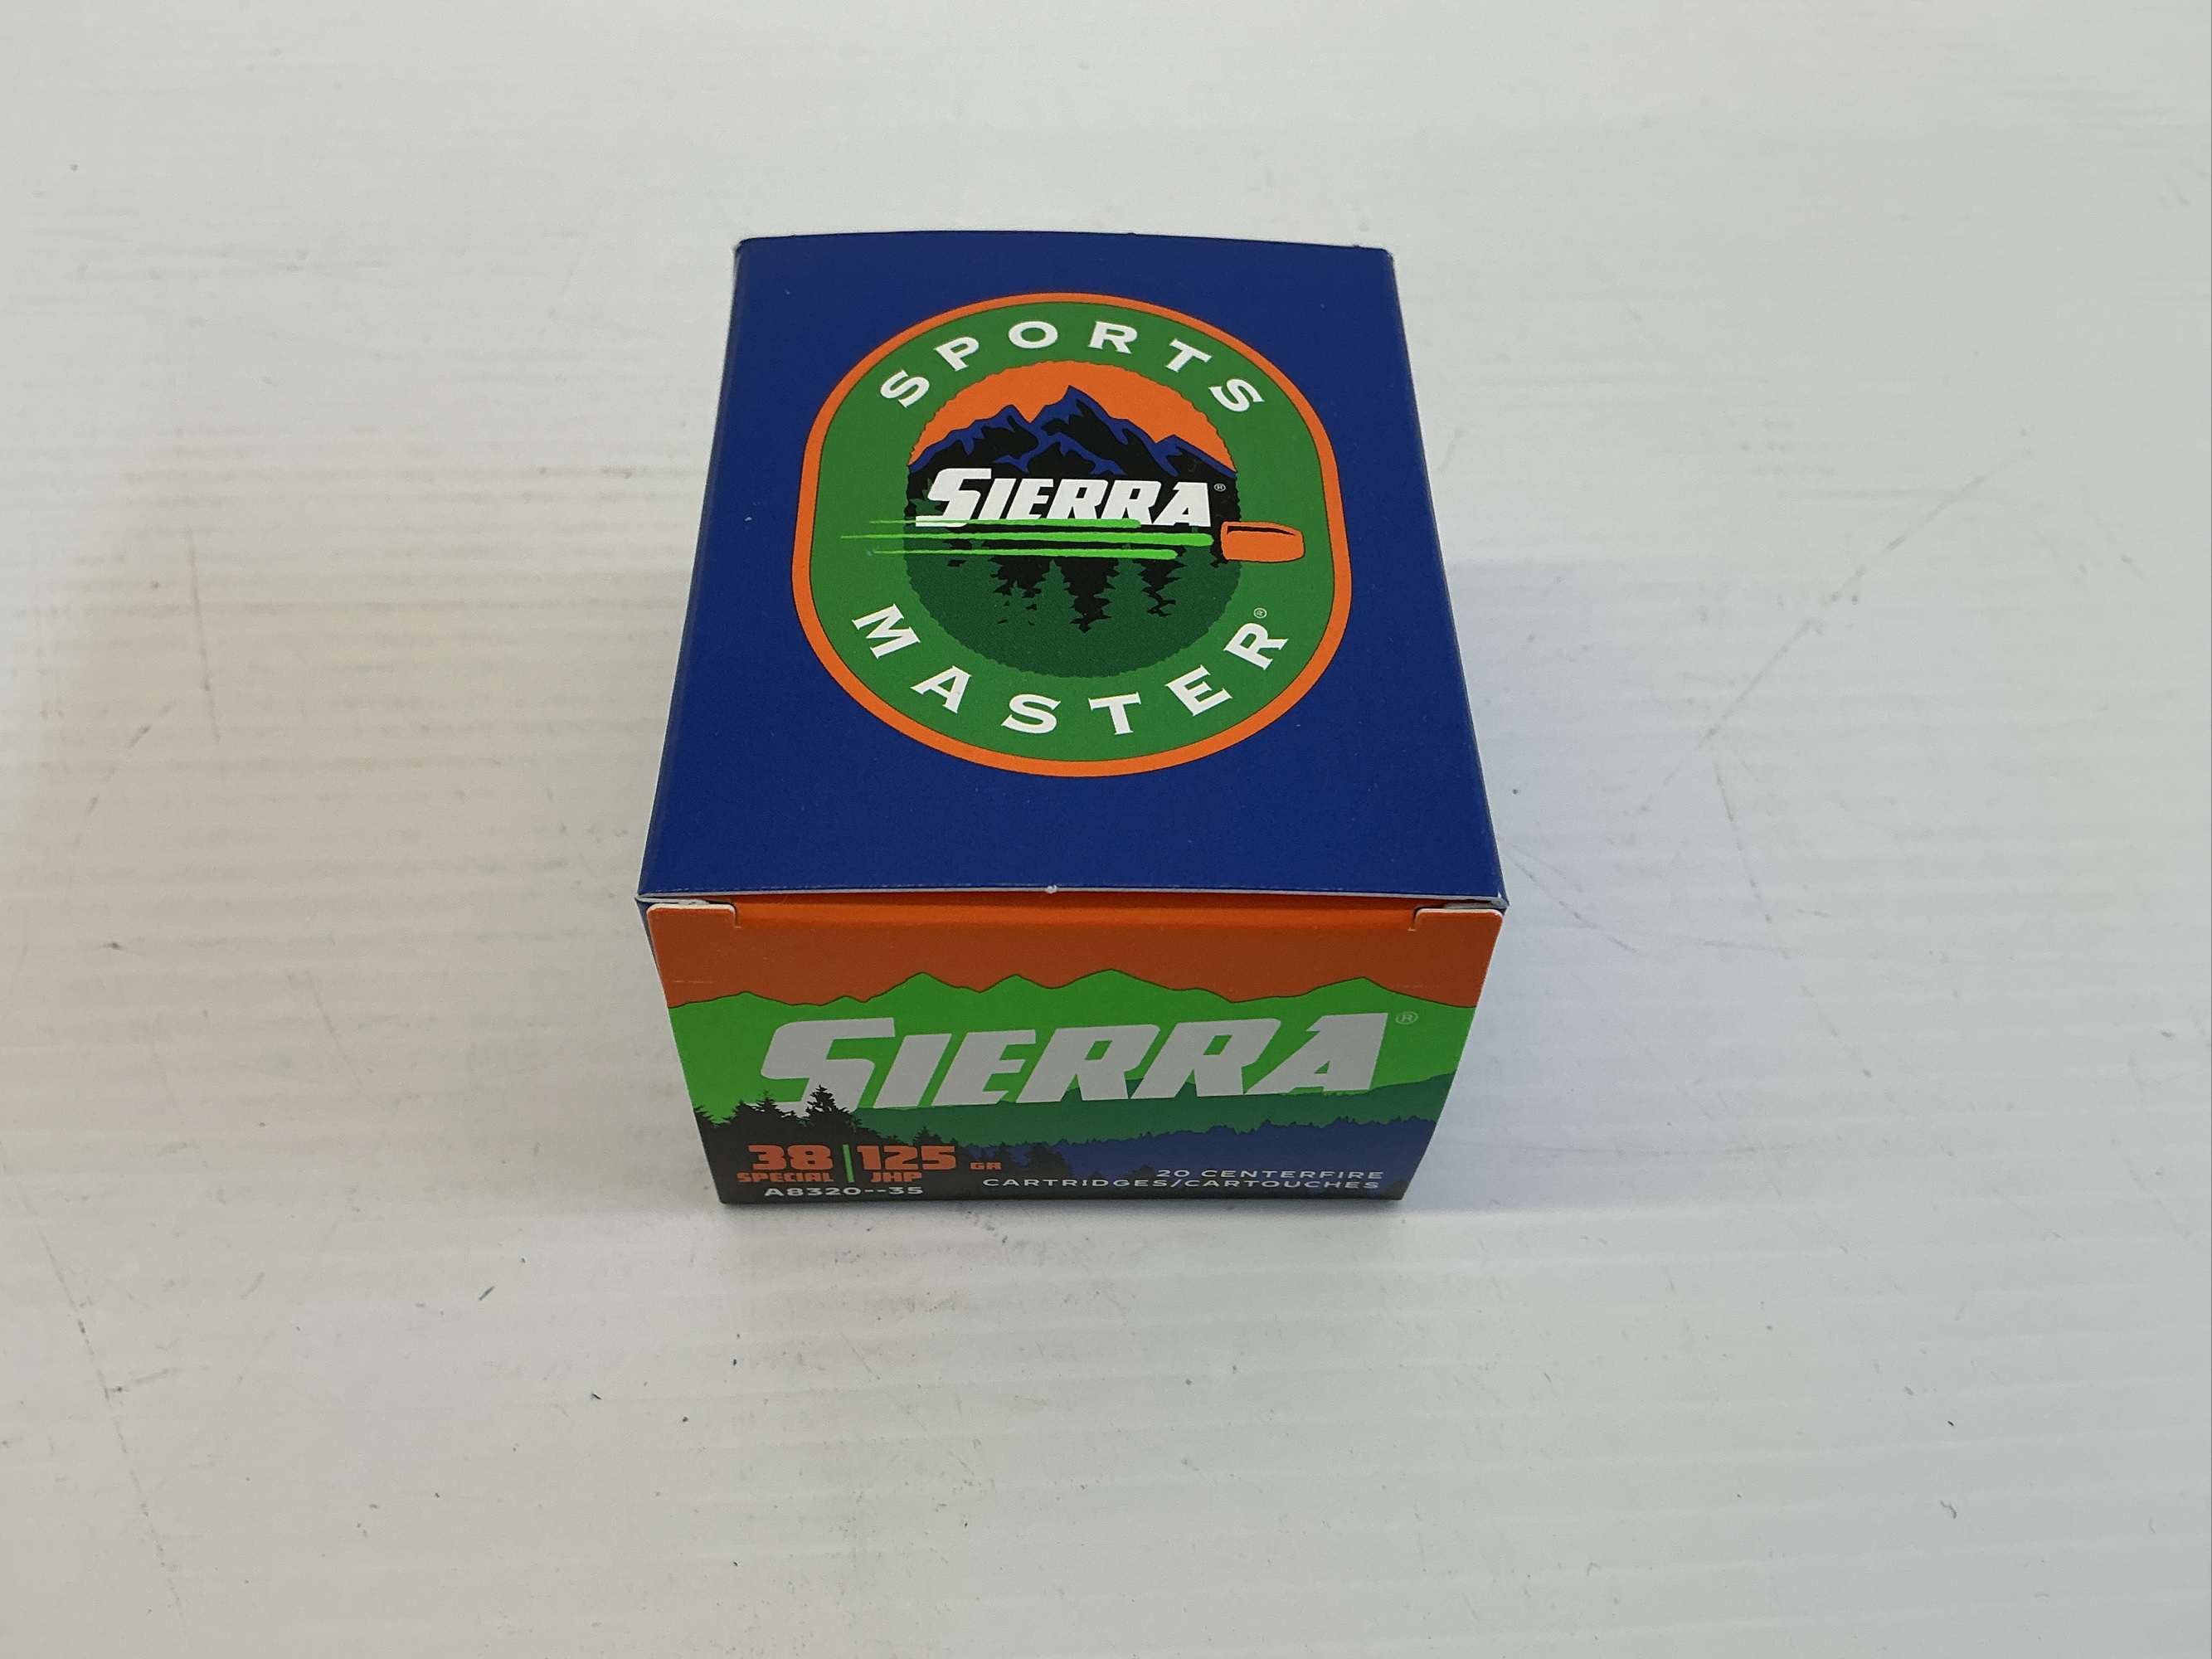 SPORTS
SIERRA®
MASTER®
SIERRA®
38 | 125 GR
SPECIAL | JHP
A8320--35
20 CENTERFIRE
CARTRIDGES/CARTOUCHES